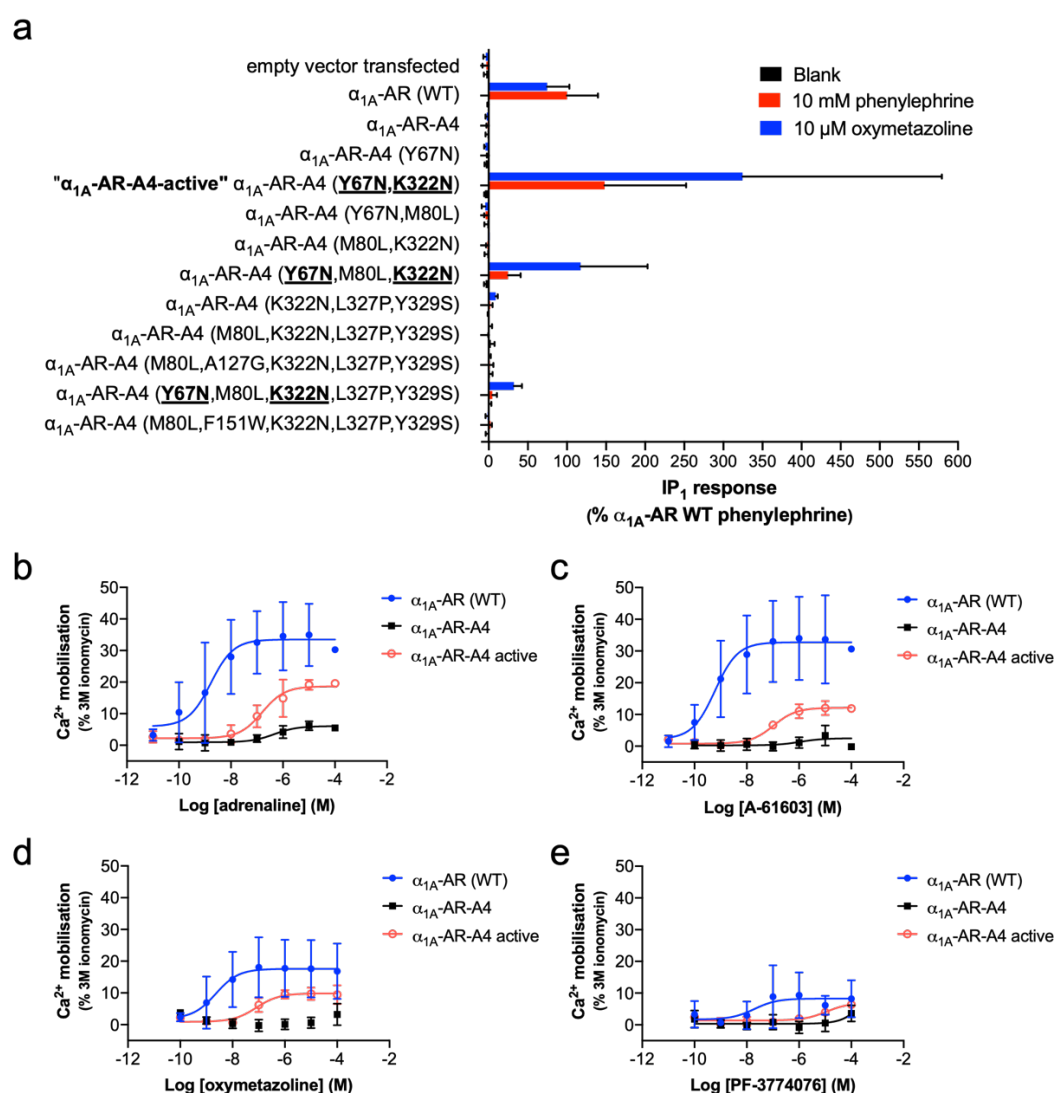 a
empty vector transfected
α1A-AR (WT)
α1A-AR-A4
α1A-AR-A4 (Y67N)
"α1A-AR-A4-active" α1A-AR-A4 (Y67N,K322N)
α1A-AR-A4 (Y67N,M80L)
α1A-AR-A4 (M80L,K322N)
α1A-AR-A4 (Y67N,M80L,K322N)
α1A-AR-A4 (K322N,L327P,Y329S)
α1A-AR-A4 (M80L,K322N,L327P,Y329S)
α1A-AR-A4 (M80L,A127G,K322N,L327P,Y329S)
α1A-AR-A4 (Y67N,M80L,K322N,L327P,Y329S)
α1A-AR-A4 (M80L,F151W,K322N,L327P,Y329S)
Blank
10 mM phenylephrine
10 µM oxymetazoline
0 50 100 150 200 250 300 350 400 450 500 550 600
IP1 response
(% α1A-AR WT phenylephrine)
b
Ca2+ mobilisation
(% 3M ionomycin)
50
40
30
20
10
0
-12 -10 -8 -6 -4 -2
Log [adrenaline] (M)
α1A-AR (WT)
α1A-AR-A4
α1A-AR-A4 active
c
Ca2+ mobilisation
(% 3M ionomycin)
50
40
30
20
10
0
-12 -10 -8 -6 -4 -2
Log [A-61603] (M)
α1A-AR (WT)
α1A-AR-A4
α1A-AR-A4 active
d
Ca2+ mobilisation
(% 3M ionomycin)
50
40
30
20
10
0
-12 -10 -8 -6 -4 -2
Log [oxymetazoline] (M)
α1A-AR (WT)
α1A-AR-A4
α1A-AR-A4 active
e
Ca2+ mobilisation
(% 3M ionomycin)
50
40
30
20
10
0
-12 -10 -8 -6 -4 -2
Log [PF-3774076] (M)
α1A-AR (WT)
α1A-AR-A4
α1A-AR-A4 active